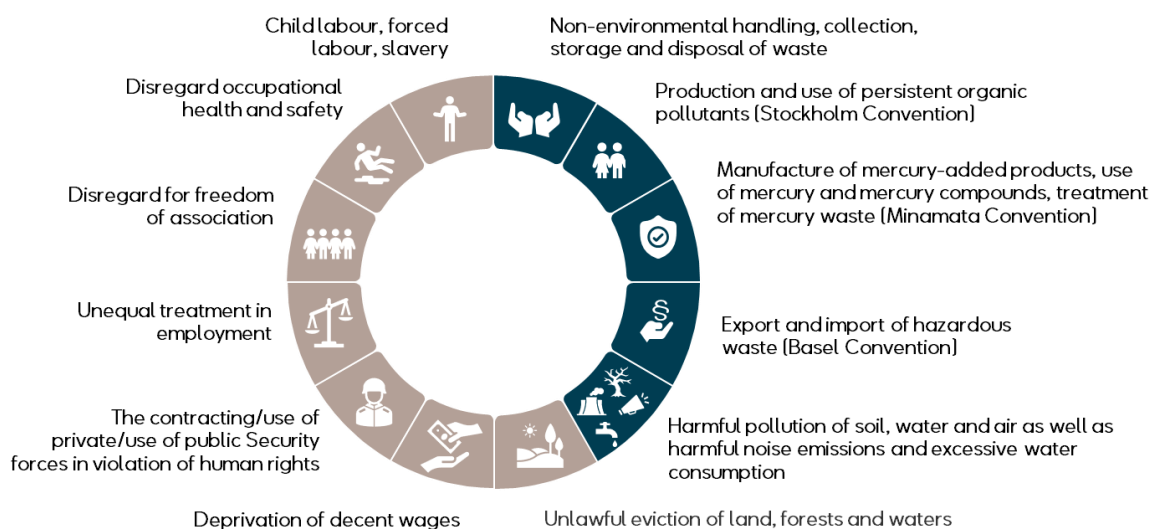 Child labour, forced
labour, slavery
Non-environmental handling, collection,
storage and disposal of waste
Disregard occupational
health and safety
Production and use of persistent organic
pollutants (Stockholm Convention)
Disregard for freedom
of association
Manufacture of mercury-added products, use
of mercury and mercury compounds, treatment
of mercury waste (Minamata Convention)
Unequal treatment in
employment
§
Export and import of hazardous
waste (Basel Convention)
The contracting/use of
private/use of public Security
forces in violation of human rights
Harmful pollution of soil, water and air as well as
harmful noise emissions and excessive water
consumption
Deprivation of decent wages
Unlawful eviction of land, forests and waters